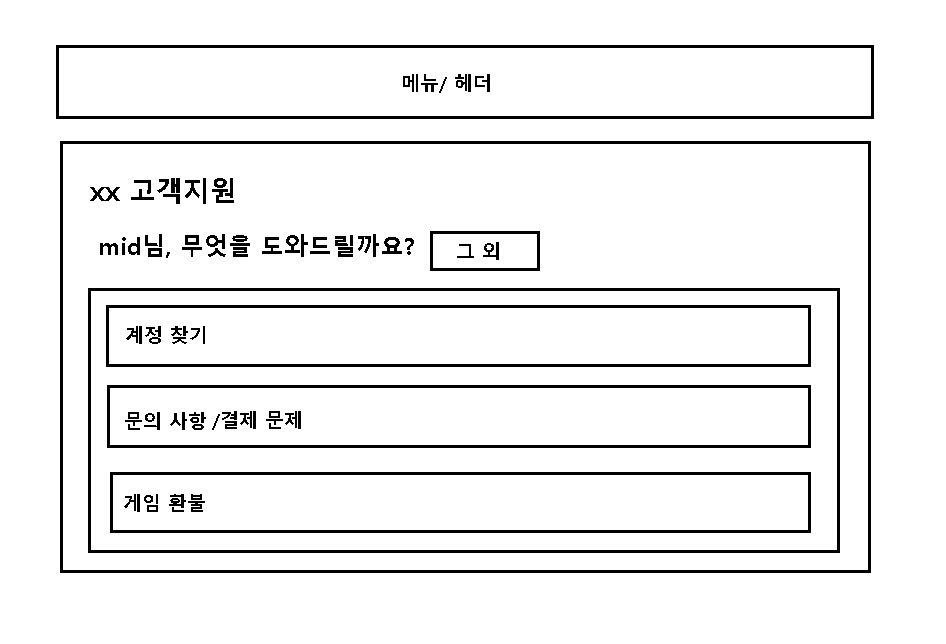 메뉴/ 헤더
xx 고객지원
mid님, 무엇을 도와드릴까요? 그 외
계정 찾기
문의 사항 /결제 문제
게임 환불